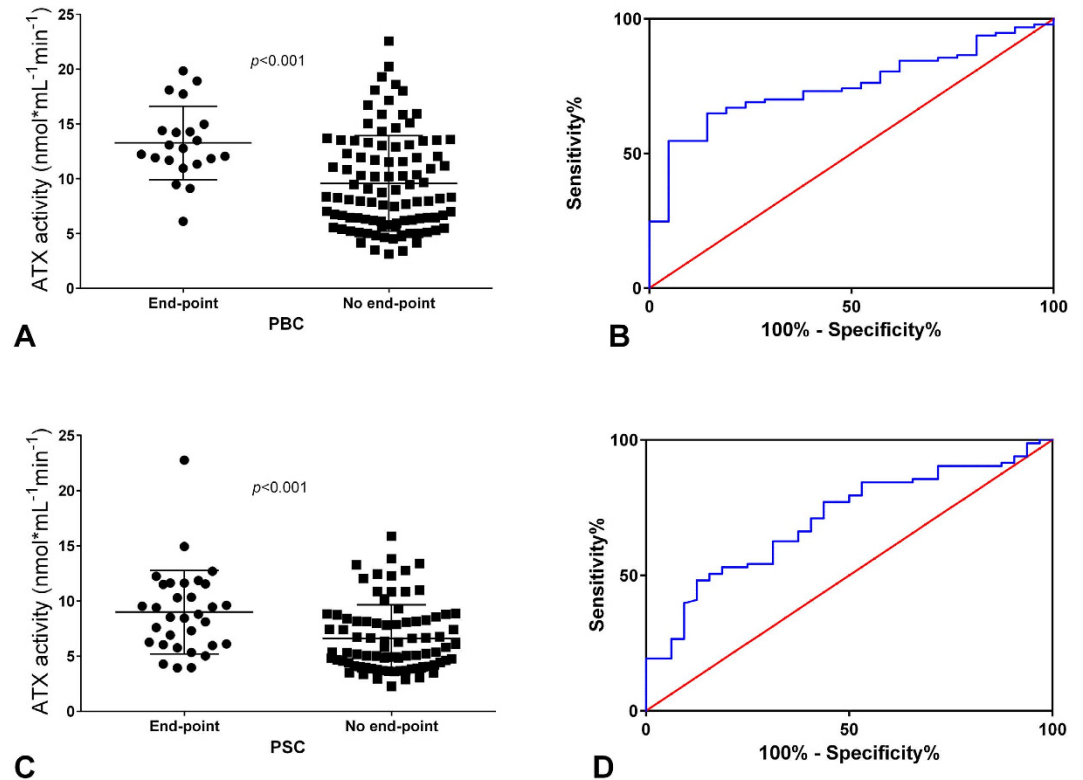 25
20
15
10
5
0
ATX activity (nmol*mL⁻¹min⁻¹)
p<0.001
End-point
No end-point
PBC
A
100
50
0
Sensitivity%
0
50
100
100% - Specificity%
B
25
20
15
10
5
0
ATX activity (nmol*mL⁻¹min⁻¹)
p<0.001
End-point
No end-point
PSC
C
100
50
0
Sensitivity%
0
50
100
100% - Specificity%
D